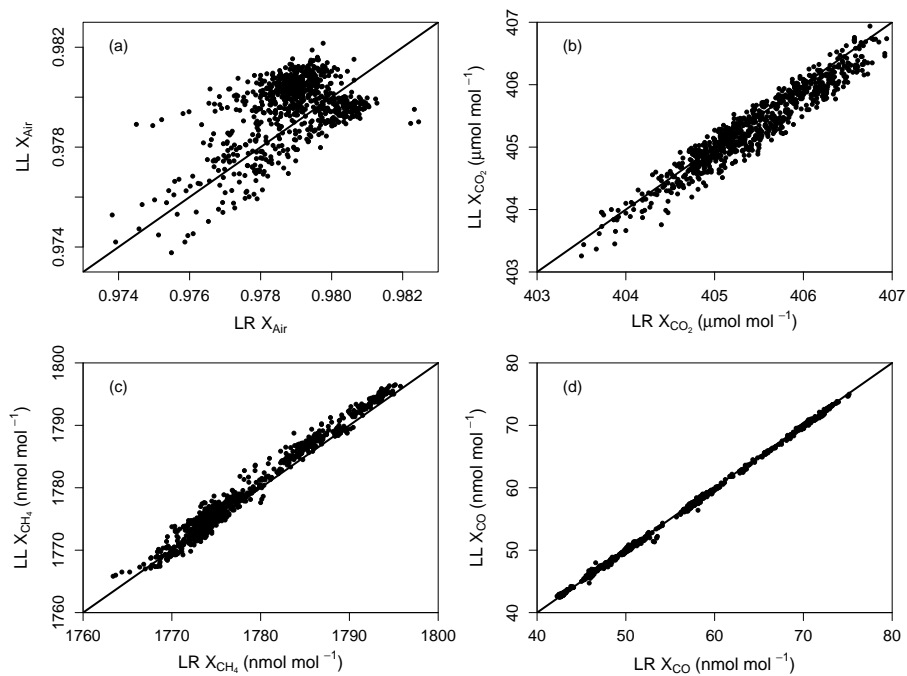 (a)
0.982
0.978
0.974
LL X_Air
0.974 0.976 0.978 0.980 0.982
LR X_Air
(b)
407
406
405
404
403
LL X_CO₂ (μmol mol⁻¹)
403 404 405 406 407
LR X_CO₂ (μmol mol⁻¹)
(c)
1800
1790
1780
1770
1760
LL X_CH₄ (nmol mol⁻¹)
1760 1770 1780 1790 1800
LR X_CH₄ (nmol mol⁻¹)
(d)
80
70
60
50
40
LL X_CO (nmol mol⁻¹)
40 50 60 70 80
LR X_CO (nmol mol⁻¹)